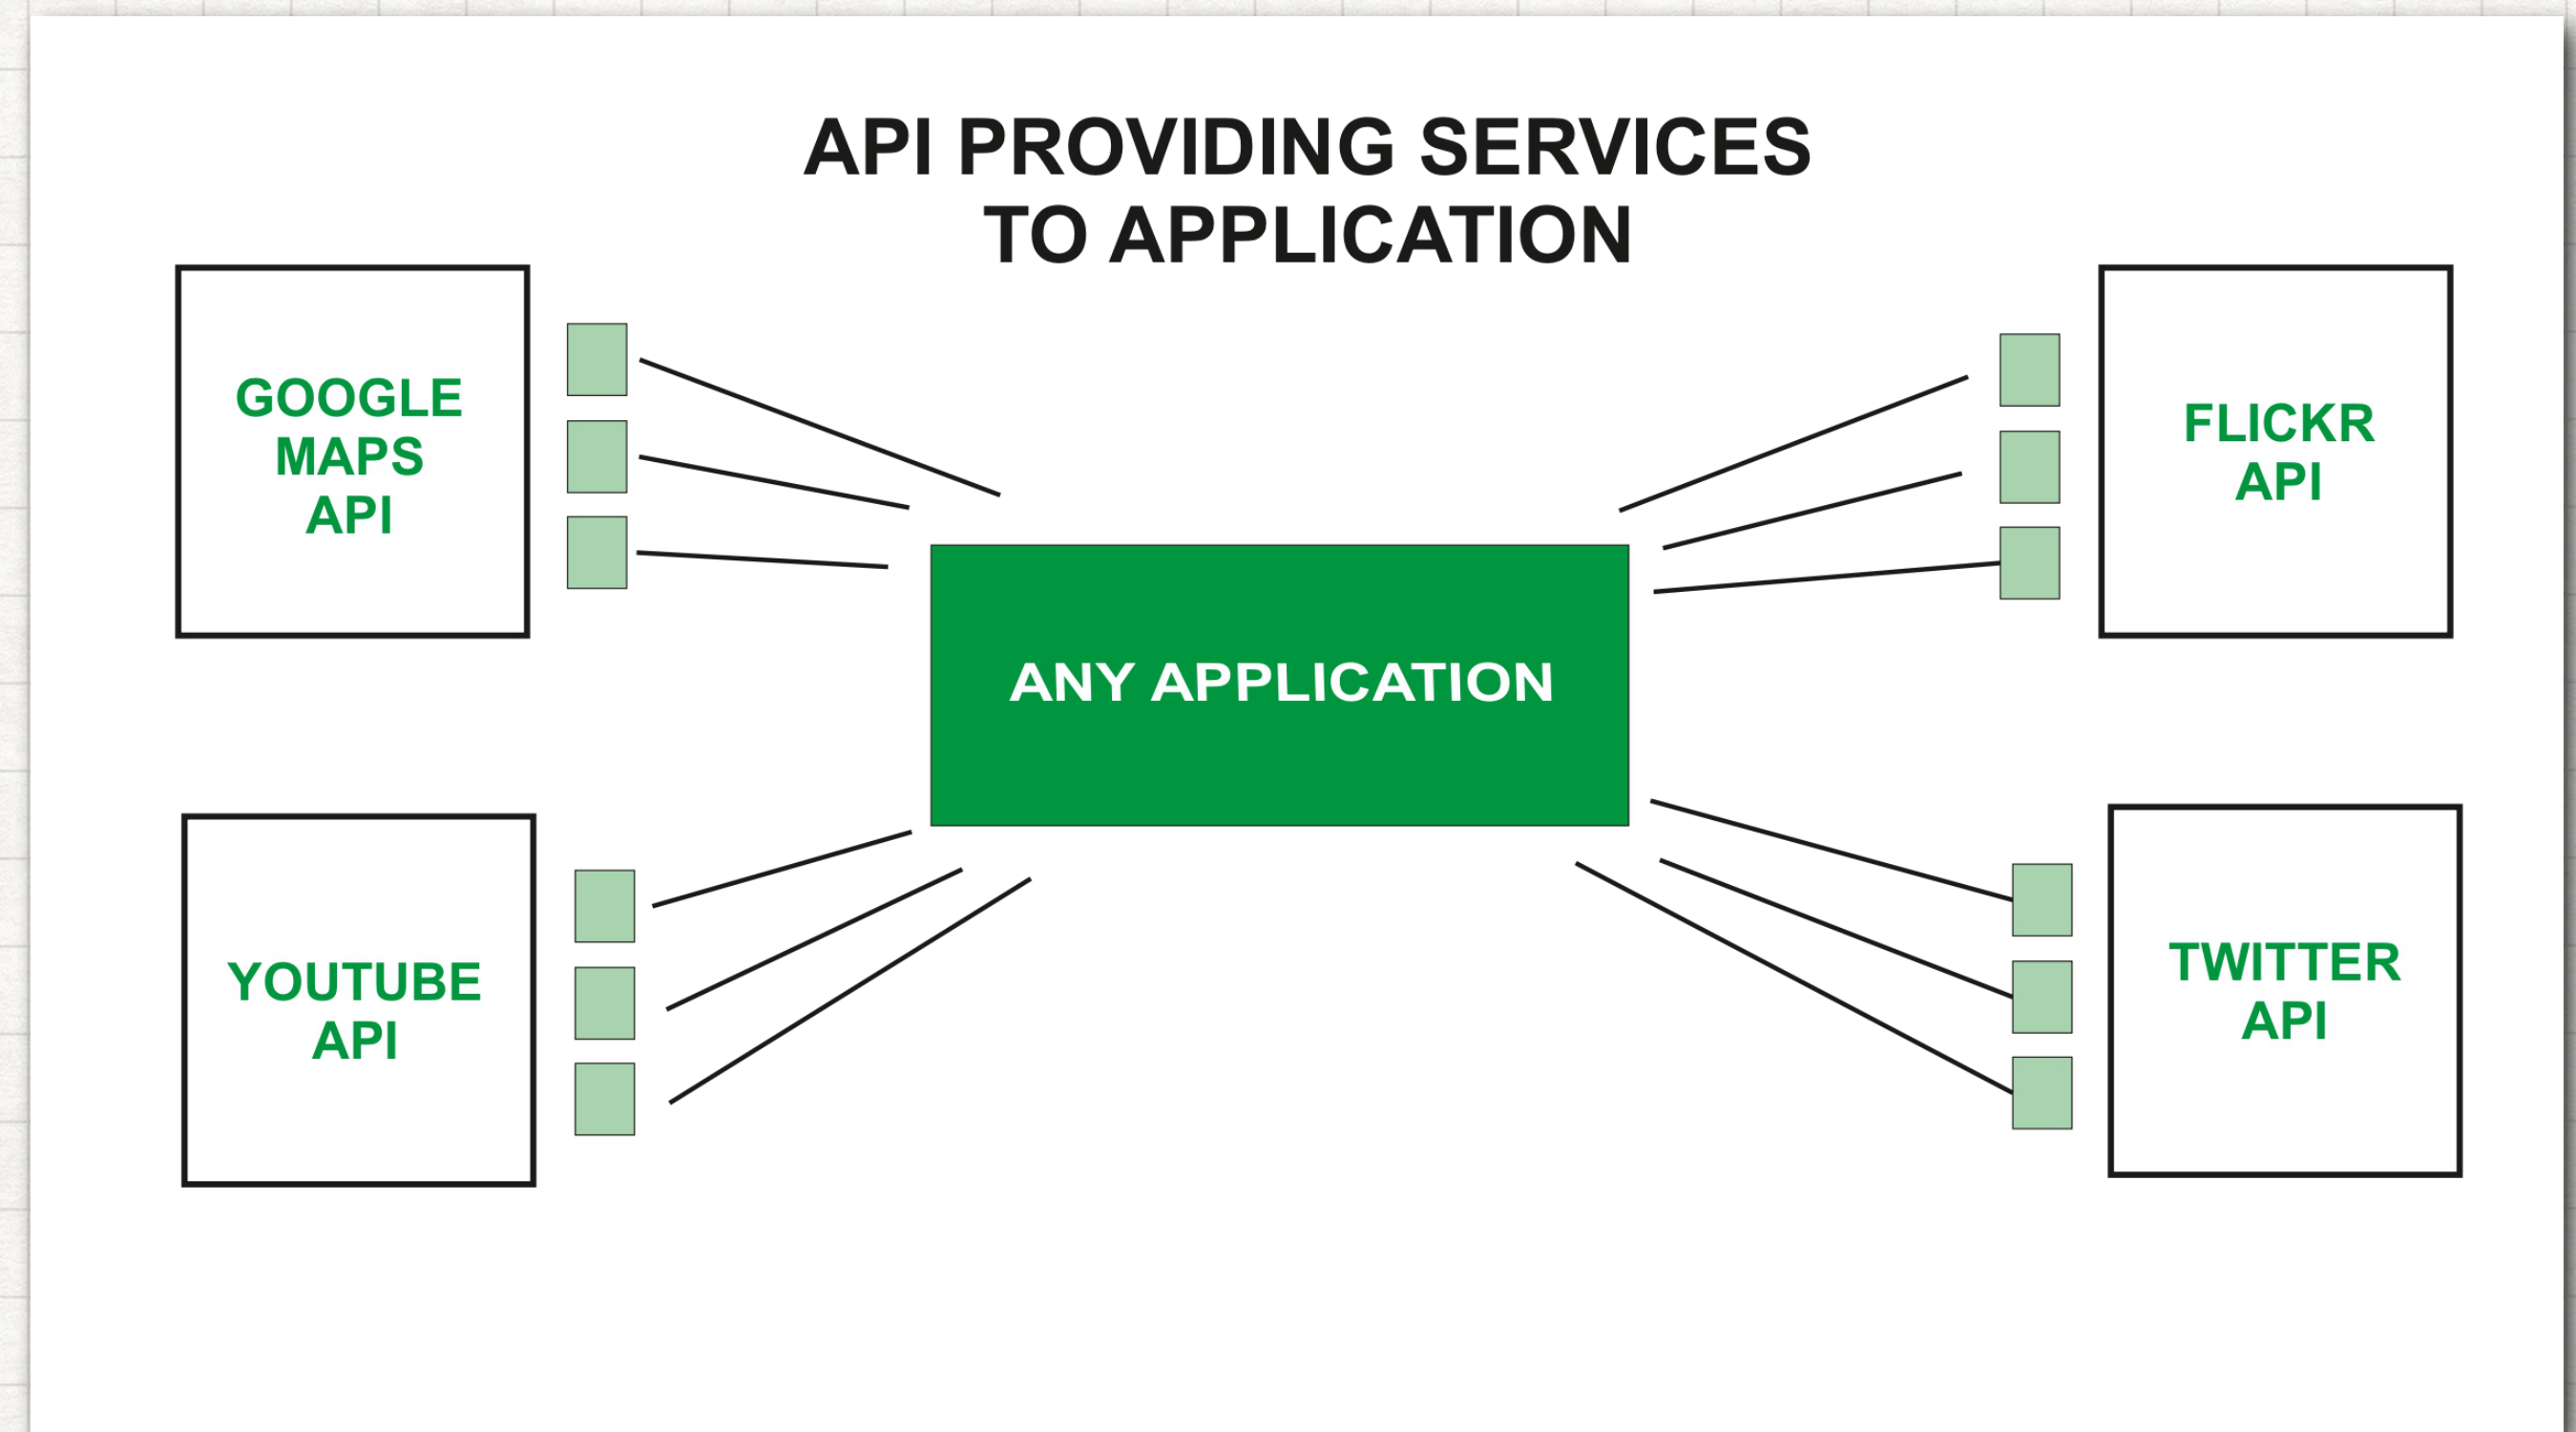 API PROVIDING SERVICES
TO APPLICATION
GOOGLE
MAPS
API
FLICKR
API
ANY APPLICATION
YOUTUBE
API
TWITTER
API